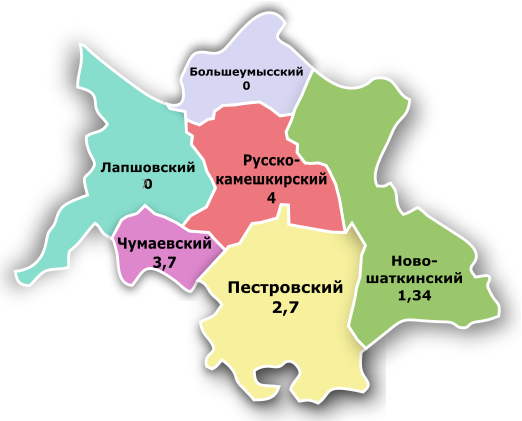 Большеумысский
0
Лапшовский
0
Русско-
камешкирский
4
Чумаевский
3,7
Пестровский
2,7
Ново-
шаткинский
1,34